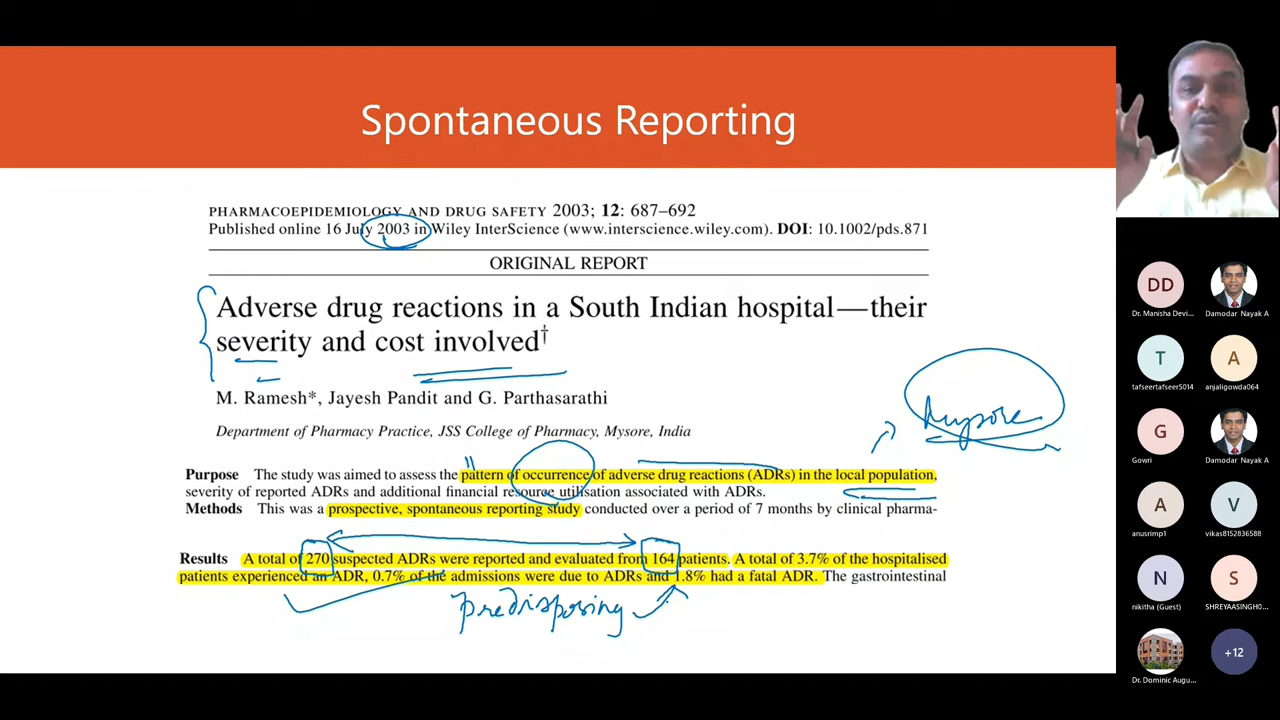 Spontaneous Reporting
PHARMACOEPIDEMIOLOGY AND DRUG SAFETY 2003; 12: 687–692
Published online 16 July 2003 in Wiley InterScience (www.interscience.wiley.com). DOI: 10.1002/pds.871
ORIGINAL REPORT
Adverse drug reactions in a South Indian hospital—their
severity and cost involved†
M. Ramesh*, Jayesh Pandit and G. Parthasarathi
Department of Pharmacy Practice, JSS College of Pharmacy, Mysore, India
Mysore
Purpose The study was aimed to assess the pattern of occurrence of adverse drug reactions (ADRs) in the local population,
severity of reported ADRs and additional financial resource utilisation associated with ADRs.
Methods This was a prospective, spontaneous reporting study conducted over a period of 7 months by clinical pharma-
Results A total of 270 suspected ADRs were reported and evaluated from 164 patients. A total of 3.7% of the hospitalised
patients experienced an ADR, 0.7% of the admissions were due to ADRs and 1.8% had a fatal ADR. The gastrointestinal
predisposing
DD
Dr. Manisha Devi...
Damodar Nayak A
T
tafseertafseer5014
A
anjaligowda064
G
Gowri
Damodar Nayak A
A
anusrimp1
V
vikas8152836588
N
nikitha (Guest)
S
SHREYAASINGH0...
Dr. Dominic Augu...
+12